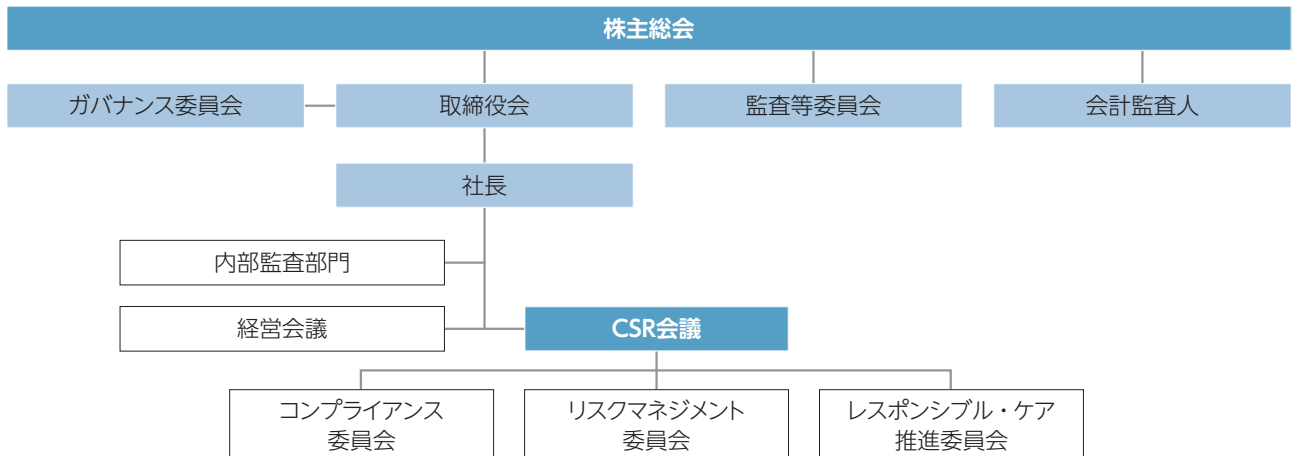 株主総会
ガバナンス委員会
取締役会
監査等委員会
会計監査人
社長
内部監査部門
経営会議
CSR会議
コンプライアンス
委員会
リスクマネジメント
委員会
レスポンシブル・ケア
推進委員会